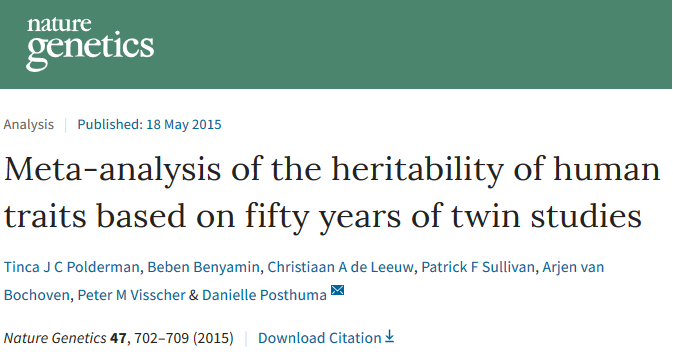 nature
genetics
Analysis | Published: 18 May 2015
Meta-analysis of the heritability of human
traits based on fifty years of twin studies
Tinca J C Polderman, Beben Benyamin, Christiaan A de Leeuw, Patrick F Sullivan, Arjen van
Bochoven, Peter M Visscher & Danielle Posthuma
Nature Genetics 47, 702–709 (2015) | Download Citation